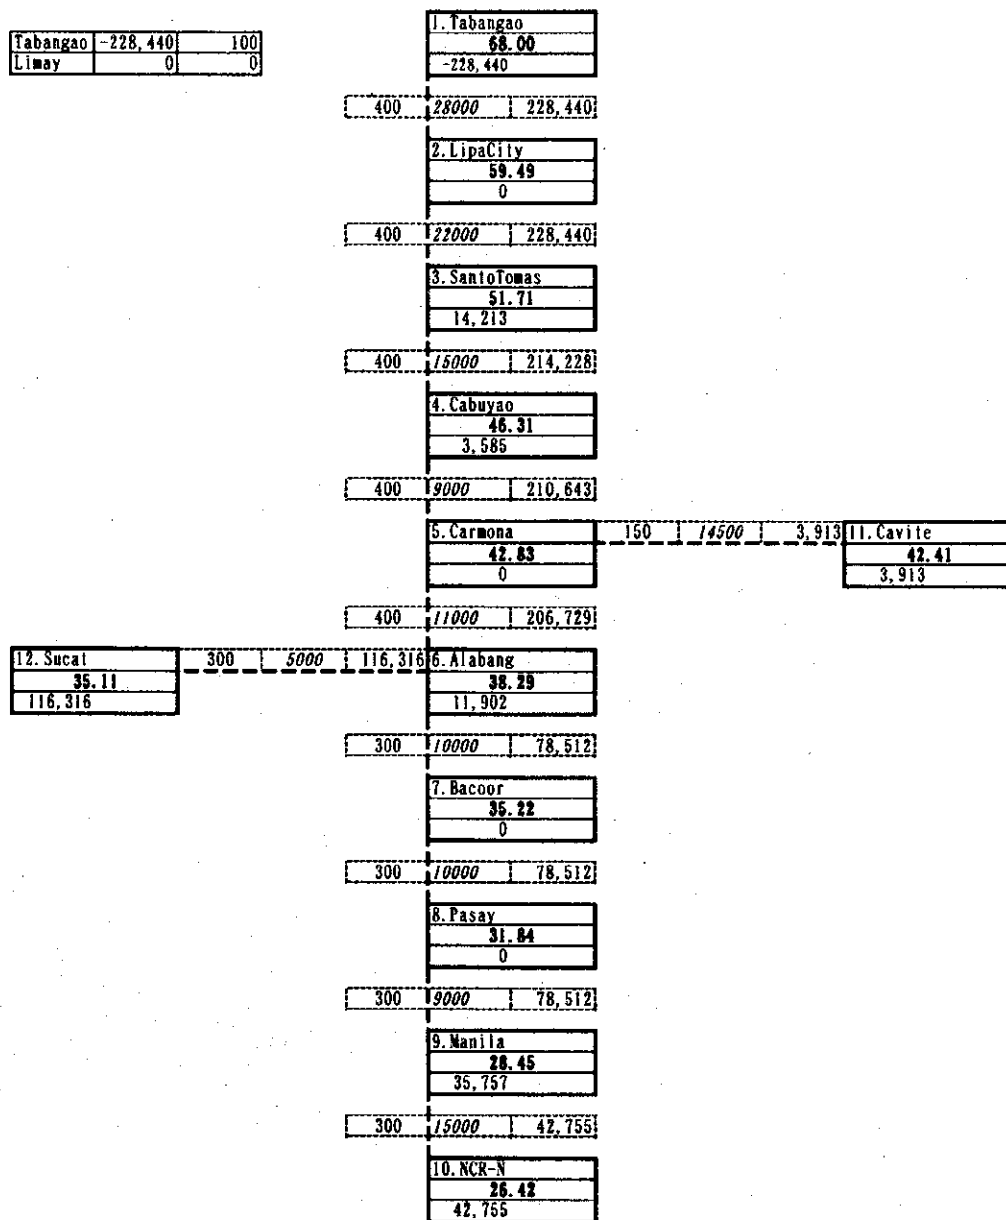 1. Tabangao
Tabangao -228,440 100
68.00
Limay 0 0
-228,440
400 28000 228,440
2. LipaCity
59.49
0
400 22000 228,440
3. SantoTomas
51.71
14,213
400 15000 214,228
4. Cabuyao
46.31
3,585
400 9000 210,643
5. Carmona 150 14500 3,913 11. Cavite
42.83 42.41
0 3,913
400 11000 206,729
12. Sucat 300 5000 116,316 6. Alabang
35.11 38.29
116,316 11,902
300 10000 78,512
7. Bacoor
35.22
0
300 10000 78,512
8. Pasay
31.84
0
300 9000 78,512
9. Manila
28.45
35,757
300 15000 42,755
10. NCR-N
26.42
42,755